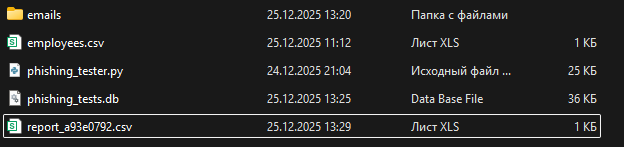 emails 25.12.2025 13:20 Папка с файлами
employees.csv 25.12.2025 11:12 Лист XLS 1 КБ
phishing_tester.py 24.12.2025 21:04 Исходный файл ... 25 КБ
phishing_tests.db 25.12.2025 13:25 Data Base File 36 КБ
report_a93e0792.csv 25.12.2025 13:29 Лист XLS 1 КБ